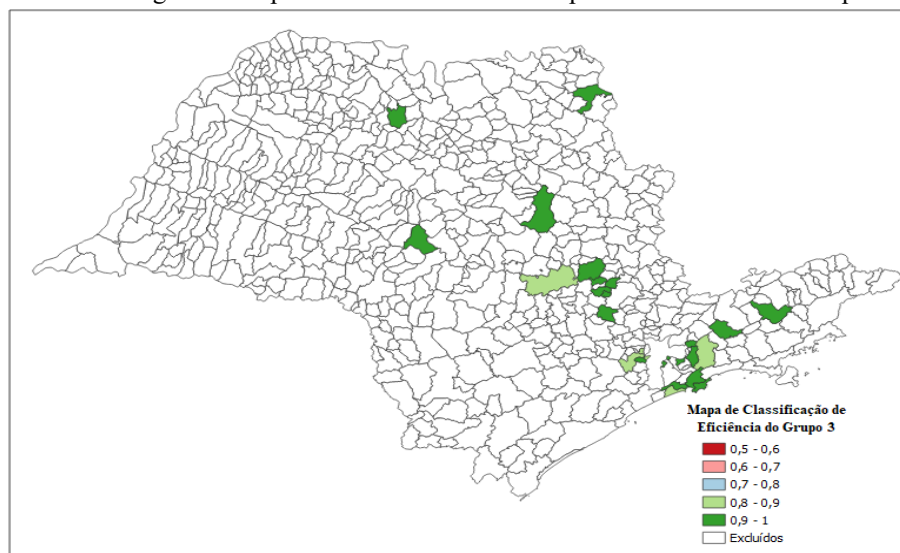 Mapa de Classificação de
Eficiência do Grupo 3
0,5 - 0,6
0,6 - 0,7
0,7 - 0,8
0,8 - 0,9
0,9 - 1
Excluídos